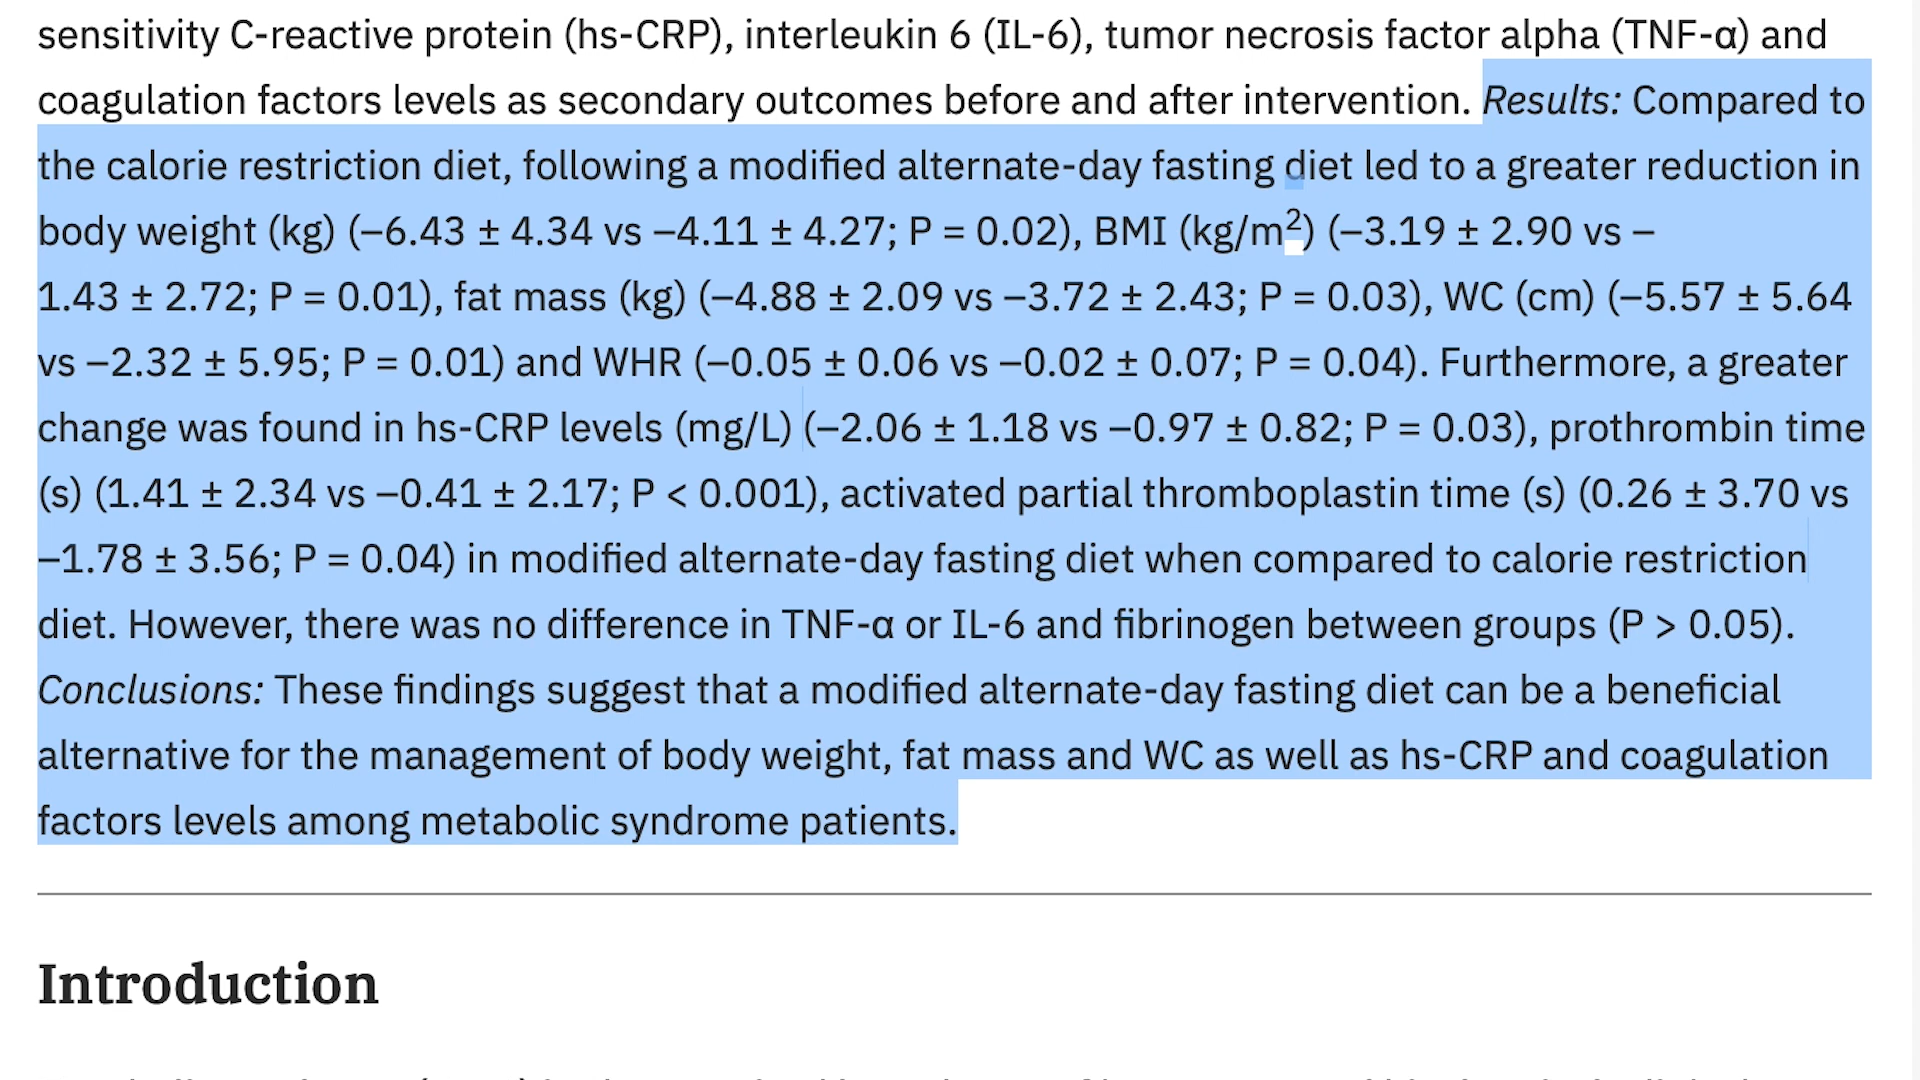 sensitivity C-reactive protein (hs-CRP), interleukin 6 (IL-6), tumor necrosis factor alpha (TNF-α) and
coagulation factors levels as secondary outcomes before and after intervention. Results: Compared to
the calorie restriction diet, following a modified alternate-day fasting diet led to a greater reduction in
body weight (kg) (–6.43 ± 4.34 vs –4.11 ± 4.27; P = 0.02), BMI (kg/m²) (–3.19 ± 2.90 vs –
1.43 ± 2.72; P = 0.01), fat mass (kg) (–4.88 ± 2.09 vs –3.72 ± 2.43; P = 0.03), WC (cm) (–5.57 ± 5.64
vs –2.32 ± 5.95; P = 0.01) and WHR (–0.05 ± 0.06 vs –0.02 ± 0.07; P = 0.04). Furthermore, a greater
change was found in hs-CRP levels (mg/L) (–2.06 ± 1.18 vs –0.97 ± 0.82; P = 0.03), prothrombin time
(s) (1.41 ± 2.34 vs –0.41 ± 2.17; P < 0.001), activated partial thromboplastin time (s) (0.26 ± 3.70 vs
–1.78 ± 3.56; P = 0.04) in modified alternate-day fasting diet when compared to calorie restriction
diet. However, there was no difference in TNF-α or IL-6 and fibrinogen between groups (P > 0.05).
Conclusions: These findings suggest that a modified alternate-day fasting diet can be a beneficial
alternative for the management of body weight, fat mass and WC as well as hs-CRP and coagulation
factors levels among metabolic syndrome patients.
Introduction